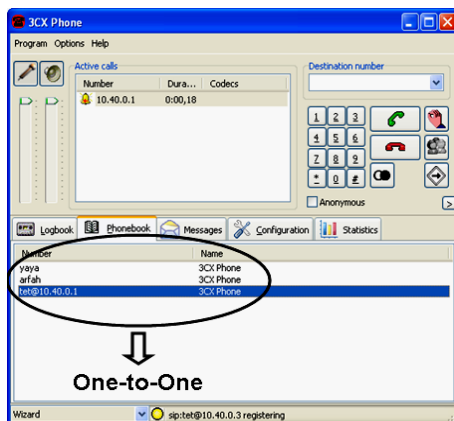 3CX Phone
Program Options Help
Active calls
Number Dura... Codecs
10.40.0.1 0:00,18
Destination number
1 2 3
4 5 6
7 8 9
* 0 #
Anonymous
>
Logbook Phonebook Messages Configuration Statistics
Number Name
yaya 3CX Phone
arfah 3CX Phone
tet@10.40.0.1 3CX Phone
One-to-One
Wizard sip:tet@10.40.0.3 registering